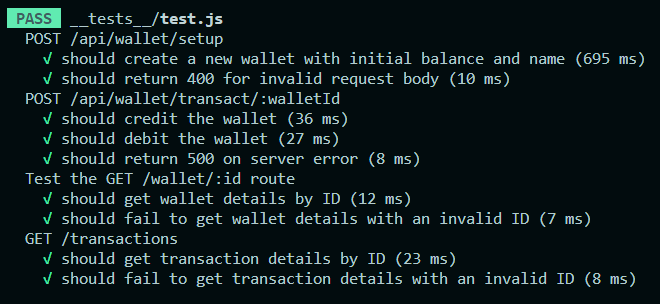 PASS __tests__/test.js
POST /api/wallet/setup
√ should create a new wallet with initial balance and name (695 ms)
√ should return 400 for invalid request body (10 ms)
POST /api/wallet/transact/:walletId
√ should credit the wallet (36 ms)
√ should debit the wallet (27 ms)
√ should return 500 on server error (8 ms)
Test the GET /wallet/:id route
√ should get wallet details by ID (12 ms)
√ should fail to get wallet details with an invalid ID (7 ms)
GET /transactions
√ should get transaction details by ID (23 ms)
√ should fail to get transaction details with an invalid ID (8 ms)